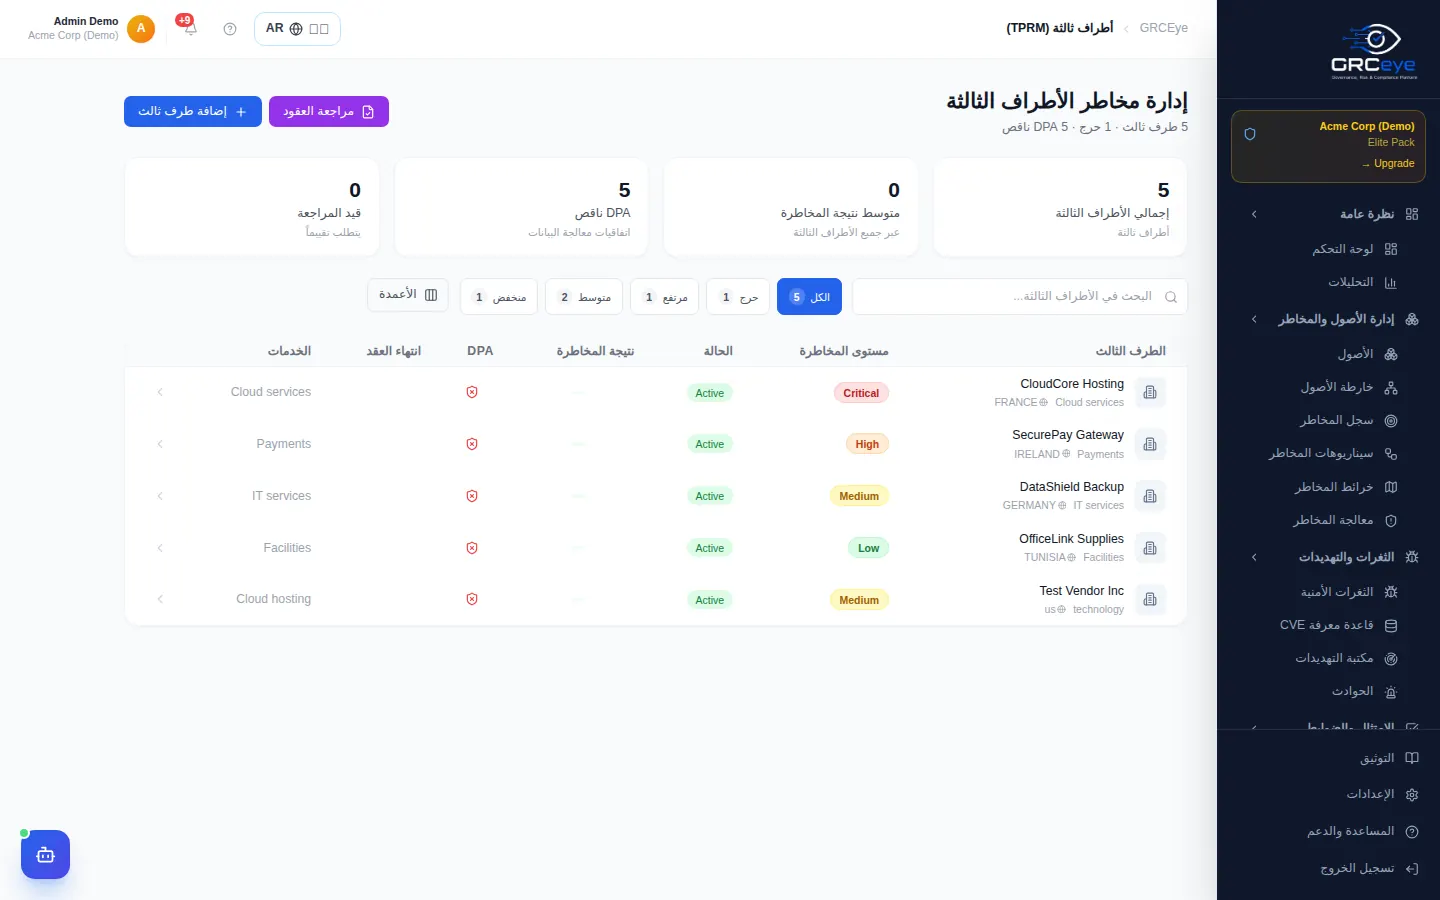 GRCeye
Governance, Risk & Compliance Platform
Acme Corp (Demo)
Elite Pack
→ Upgrade
نظرة عامة
لوحة التحكم
التحليلات
إدارة الأصول والمخاطر
الأصول
خارطة الأصول
سجل المخاطر
سيناريوهات المخاطر
خرائط المخاطر
معالجة المخاطر
الثغرات والتهديدات
الثغرات الأمنية
قاعدة معرفة CVE
مكتبة التهديدات
الحوادث
الامتثال والضوابط
التوثيق
الإعدادات
المساعدة والدعم
تسجيل الخروج
GRCEye
أطراف ثالثة (TPRM)
AR
+9
A
Admin Demo
Acme Corp (Demo)
إدارة مخاطر الأطراف الثالثة
5 طرف ثالث · 1 حرج · 5 DPA ناقص
مراجعة العقود
إضافة طرف ثالث
5
إجمالي الأطراف الثالثة
أطراف ثالثة
0
متوسط نتيجة المخاطرة
عبر جميع الأطراف الثالثة
5
DPA ناقص
اتفاقيات معالجة البيانات
0
قيد المراجعة
يتطلب تقييماً
البحث في الأطراف الثالثة...
الكل 5
حرج 1
مرتفع 1
متوسط 2
منخفض 1
الأعمدة
الطرف الثالث مستوى المخاطرة الحالة نتيجة المخاطرة DPA انتهاء العقد الخدمات
CloudCore Hosting
Cloud services FRANCE
Critical Active Cloud services
SecurePay Gateway
Payments IRELAND
High Active Payments
DataShield Backup
IT services GERMANY
Medium Active IT services
OfficeLink Supplies
Facilities TUNISIA
Low Active Facilities
Test Vendor Inc
technology us
Medium Active Cloud hosting